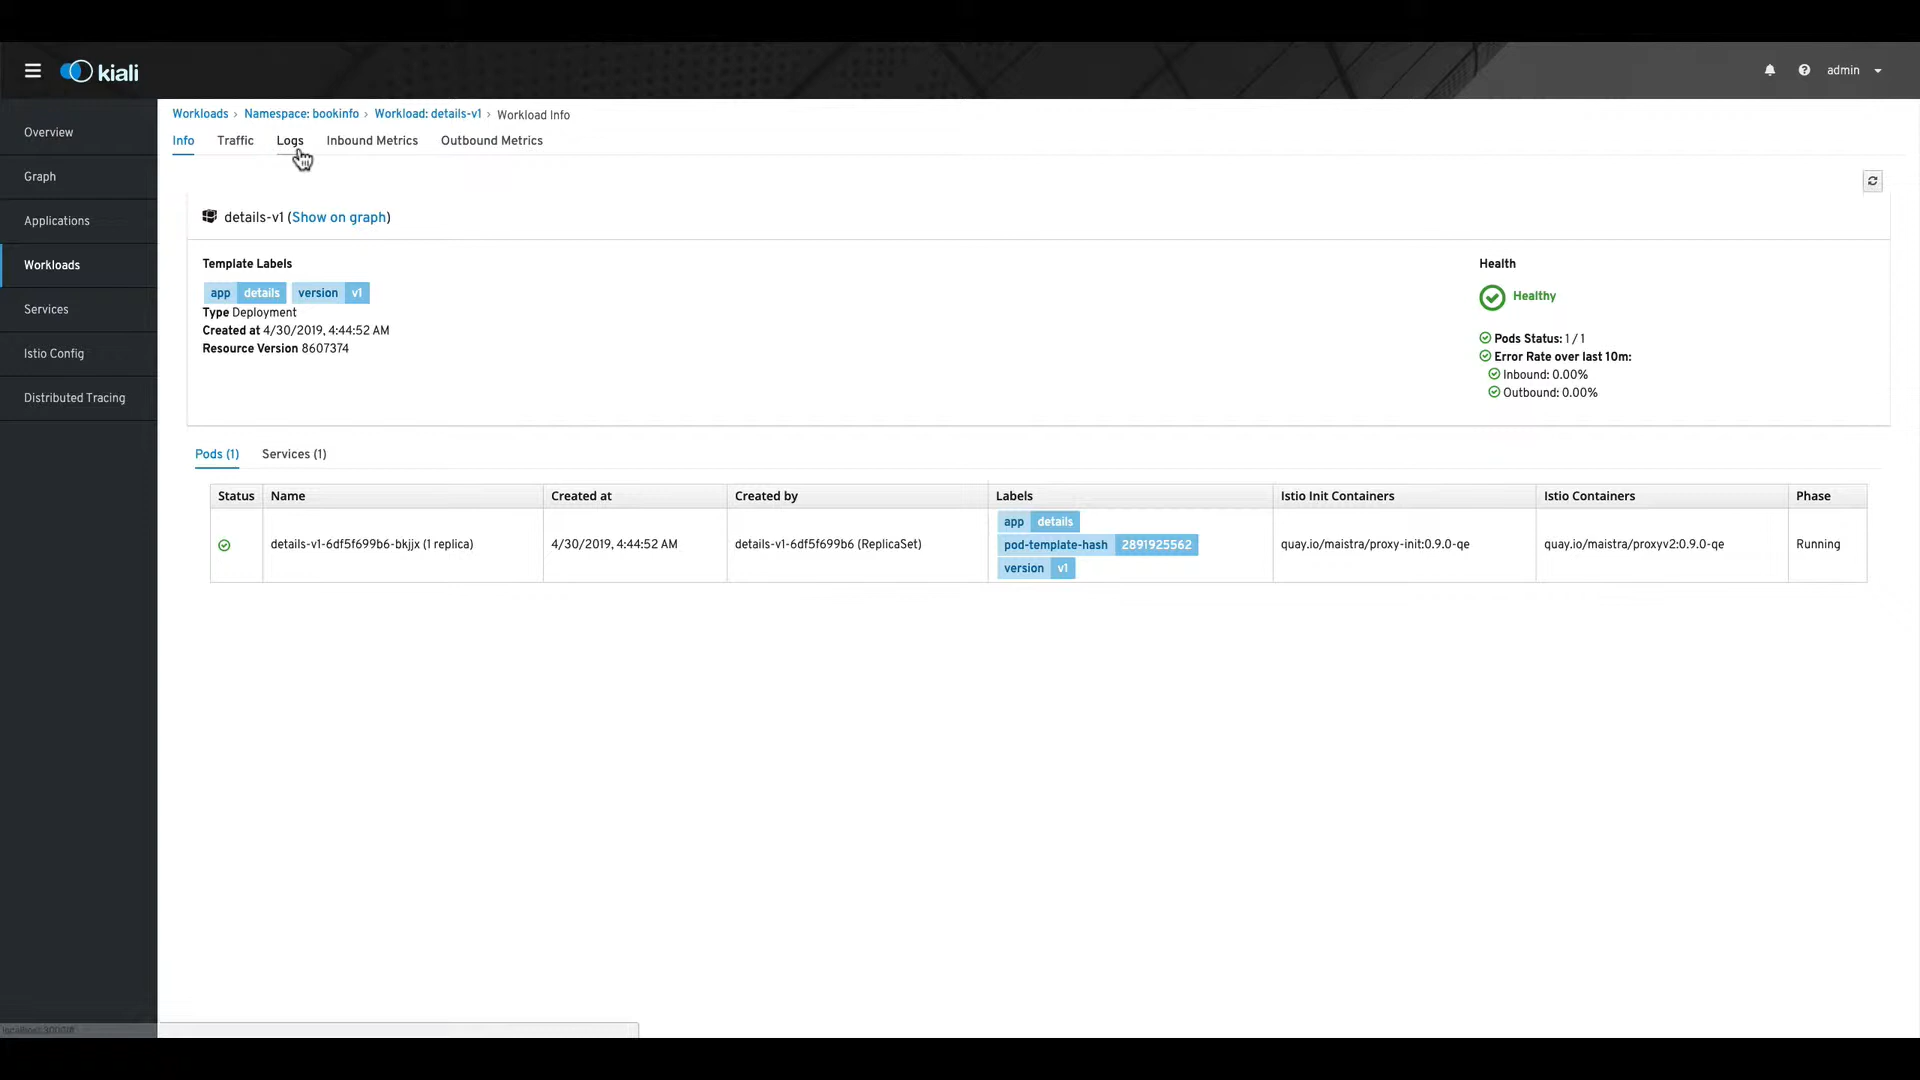 kiali
admin
Overview
Graph
Applications
Workloads
Services
Istio Config
Distributed Tracing
Workloads › Namespace: bookinfo › Workload: details-v1 › Workload Info
Info Traffic Logs Inbound Metrics Outbound Metrics
details-v1 (Show on graph)
Template Labels
app details version v1
Type Deployment
Created at 4/30/2019, 4:44:52 AM
Resource Version 8607374
Health
Healthy
Pods Status: 1 / 1
Error Rate over last 10m:
Inbound: 0.00%
Outbound: 0.00%
Pods (1) Services (1)
Status Name Created at Created by Labels Istio Init Containers Istio Containers Phase
details-v1-6df5f699b6-bkjjx (1 replica) 4/30/2019, 4:44:52 AM details-v1-6df5f699b6 (ReplicaSet) app details
pod-template-hash 2891925562 quay.io/maistra/proxy-init:0.9.0-qe quay.io/maistra/proxyv2:0.9.0-qe Running
version v1